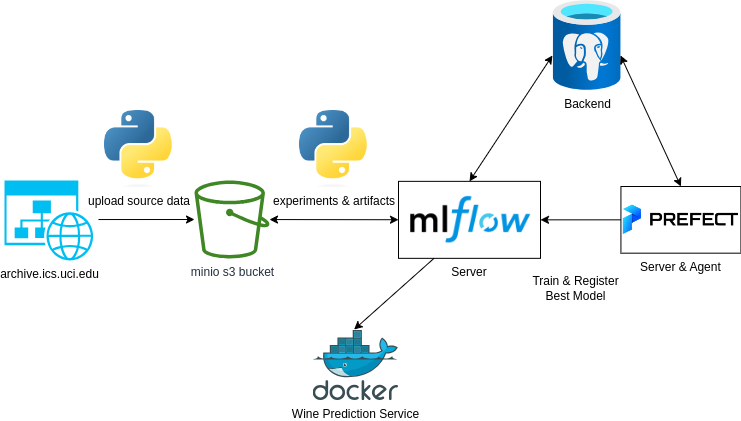 Backend
upload source data
experiments & artifacts
mlflow
PREFECT
archive.ics.uci.edu
minio s3 bucket
Server
Server & Agent
Train & Register
Best Model
docker
Wine Prediction Service